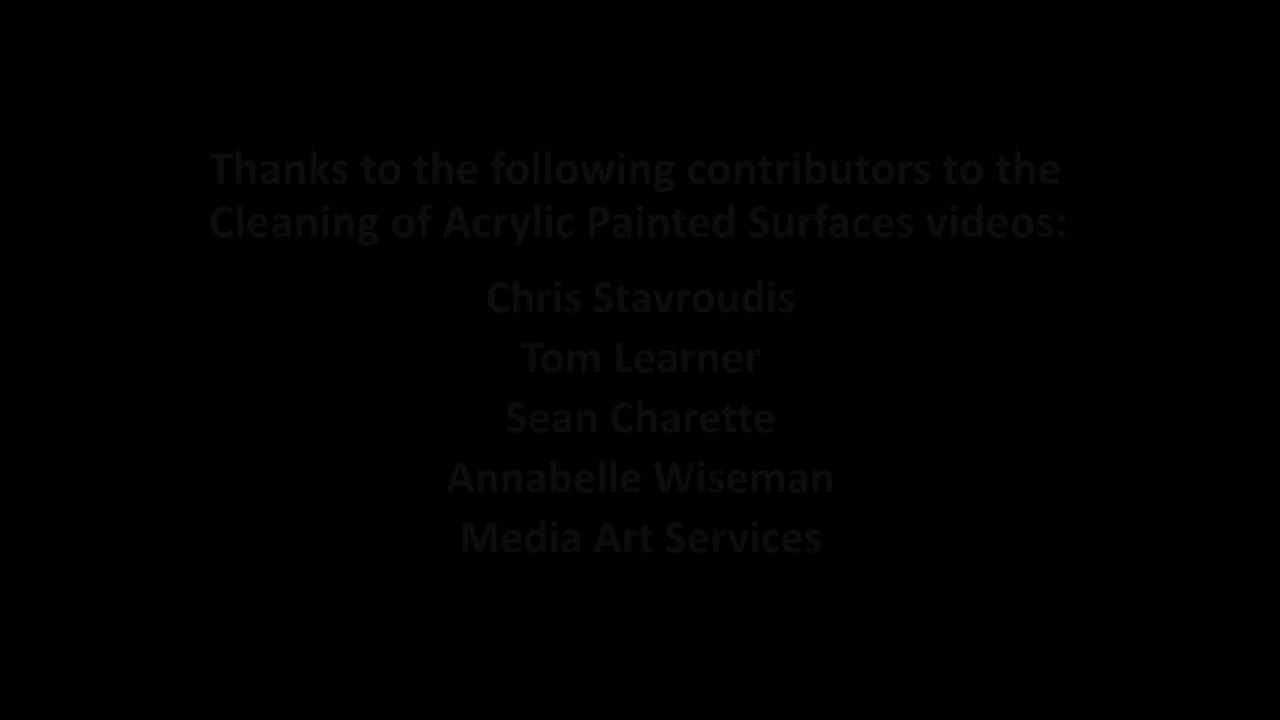 Thanks to the following contributors to the
Cleaning of Acrylic Painted Surfaces videos:
Chris Stavroudis
Tom Learner
Sean Charette
Annabelle Wiseman
Media Art Services